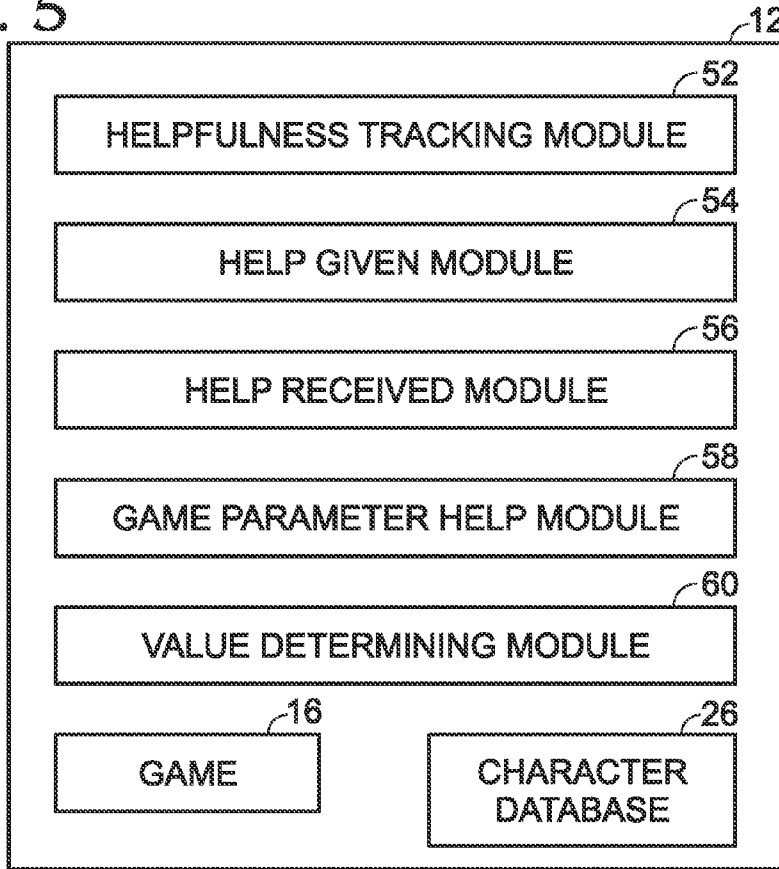 . 5
12
52
HELPFULNESS TRACKING MODULE
54
HELP GIVEN MODULE
56
HELP RECEIVED MODULE
58
GAME PARAMETER HELP MODULE
60
VALUE DETERMINING MODULE
16
GAME
26
CHARACTER
DATABASE